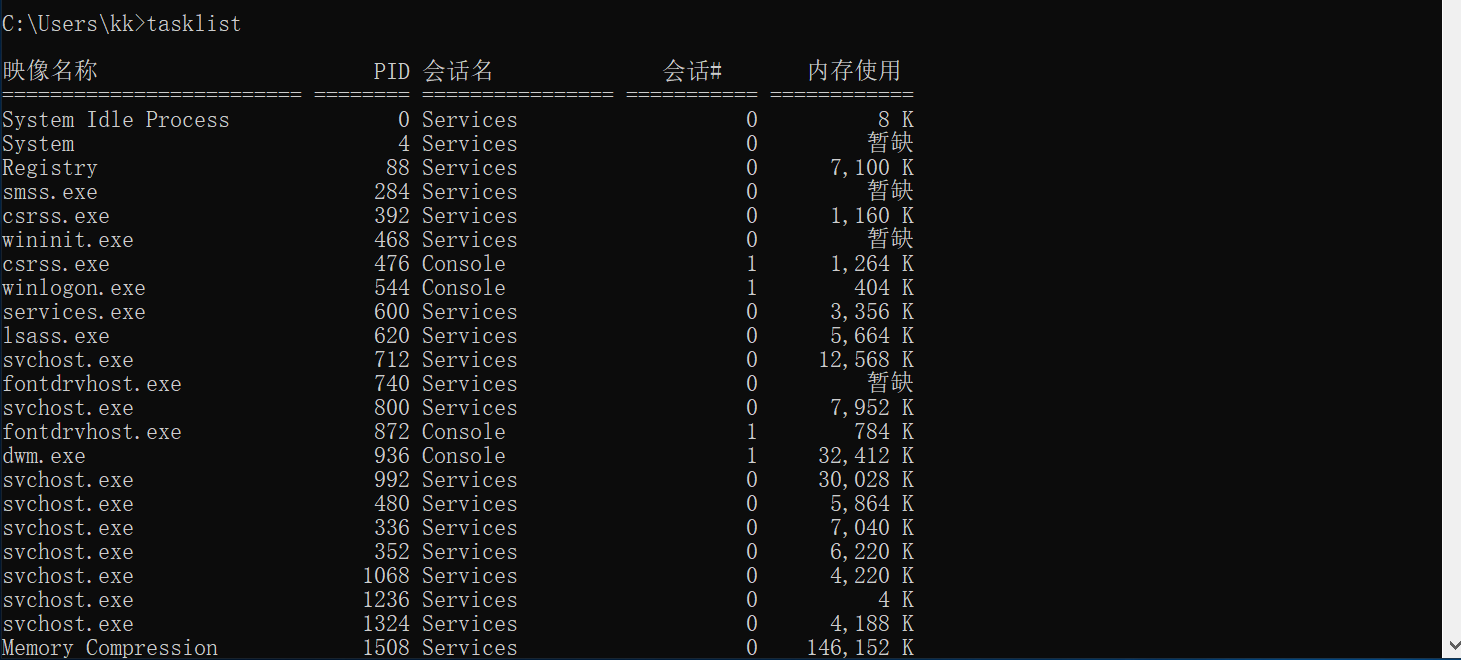 C:\Users\kk>tasklist
映像名称                       PID 会话名              会话#       内存使用
========================= ======== ================ =========== ============
System Idle Process              0 Services                   0          8 K
System                           4 Services                   0         暂缺
Registry                        88 Services                   0      7,100 K
smss.exe                       284 Services                   0         暂缺
csrss.exe                      392 Services                   0      1,160 K
wininit.exe                    468 Services                   0         暂缺
csrss.exe                      476 Console                    1      1,264 K
winlogon.exe                   544 Console                    1        404 K
services.exe                   600 Services                   0      3,356 K
lsass.exe                      620 Services                   0      5,664 K
svchost.exe                    712 Services                   0     12,568 K
fontdrvhost.exe                740 Services                   0         暂缺
svchost.exe                    800 Services                   0      7,952 K
fontdrvhost.exe                872 Console                    1        784 K
dwm.exe                        936 Console                    1     32,412 K
svchost.exe                    992 Services                   0     30,028 K
svchost.exe                    480 Services                   0      5,864 K
svchost.exe                    336 Services                   0      7,040 K
svchost.exe                    352 Services                   0      6,220 K
svchost.exe                   1068 Services                   0      4,220 K
svchost.exe                   1236 Services                   0          4 K
svchost.exe                   1324 Services                   0      4,188 K
Memory Compression            1508 Services                   0    146,152 K